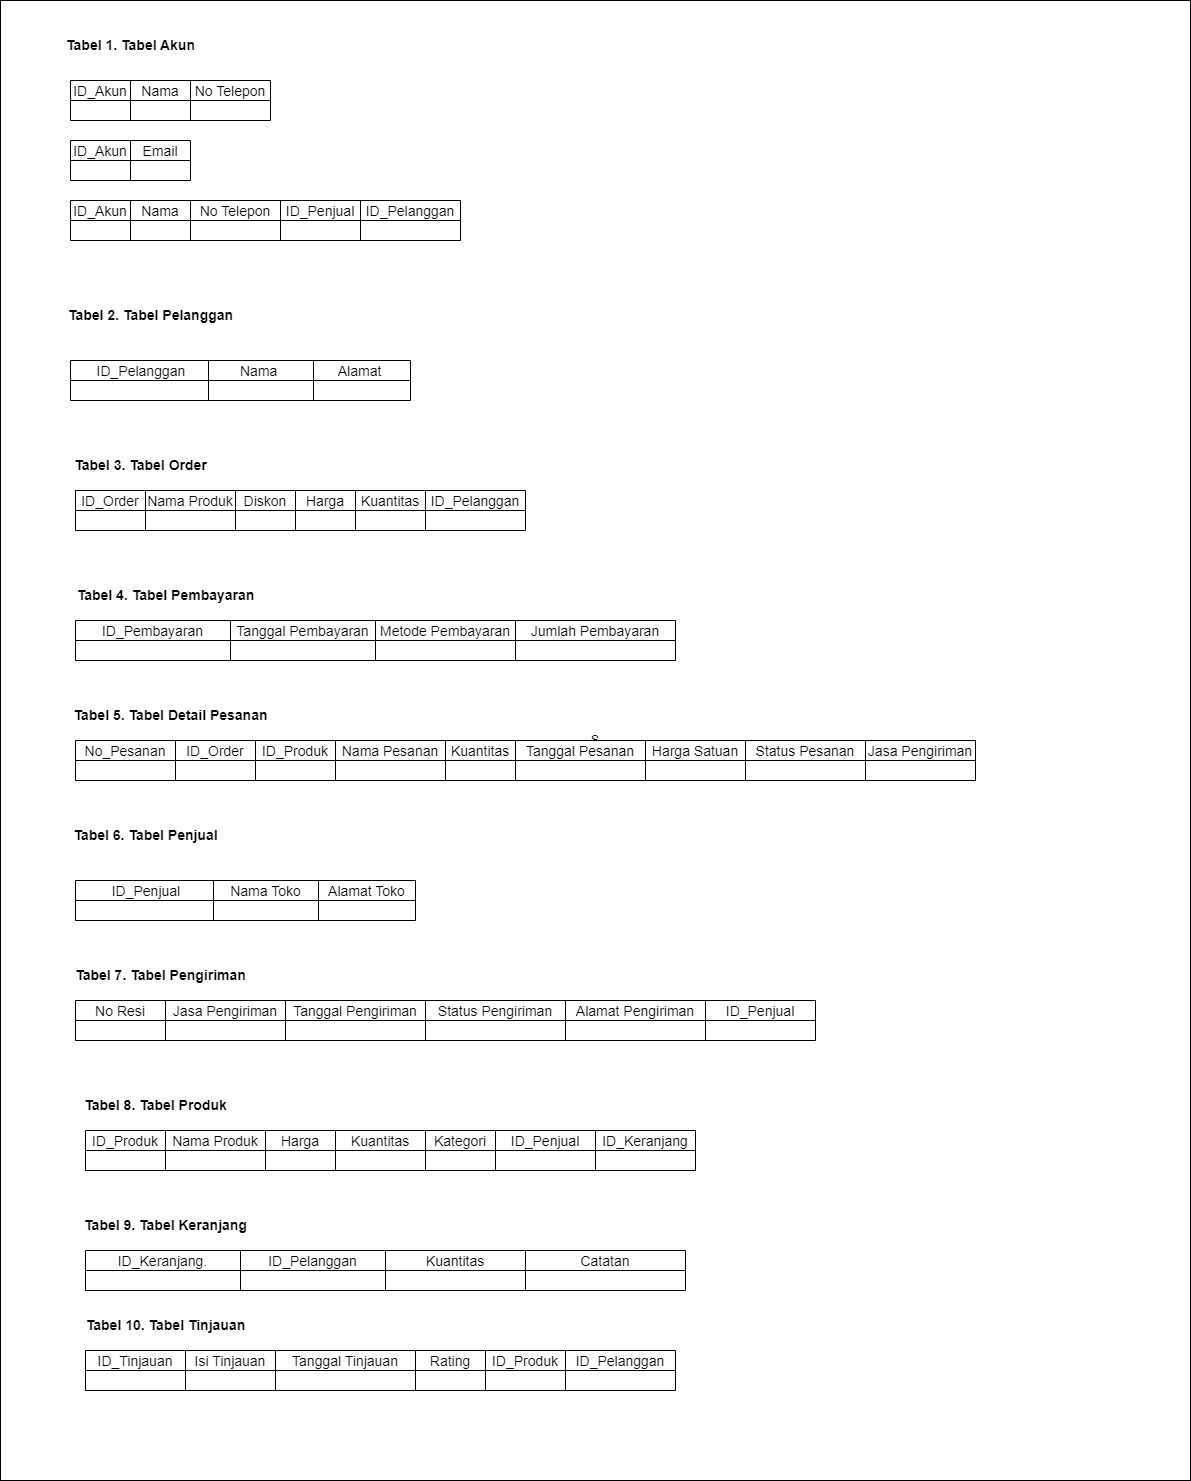 Tabel 1. Tabel Akun
ID_Akun Nama No Telepon
ID_Akun Email
ID_Akun Nama No Telepon ID_Penjual ID_Pelanggan
Tabel 2. Tabel Pelanggan
ID_Pelanggan Nama Alamat
Tabel 3. Tabel Order
ID_Order Nama Produk Diskon Harga Kuantitas ID_Pelanggan
Tabel 4. Tabel Pembayaran
ID_Pembayaran Tanggal Pembayaran Metode Pembayaran Jumlah Pembayaran
Tabel 5. Tabel Detail Pesanan
No_Pesanan ID_Order ID_Produk Nama Pesanan Kuantitas Tanggal Pesanan Harga Satuan Status Pesanan Jasa Pengiriman
Tabel 6. Tabel Penjual
ID_Penjual Nama Toko Alamat Toko
Tabel 7. Tabel Pengiriman
No Resi Jasa Pengiriman Tanggal Pengiriman Status Pengiriman Alamat Pengiriman ID_Penjual
Tabel 8. Tabel Produk
ID_Produk Nama Produk Harga Kuantitas Kategori ID_Penjual ID_Keranjang
Tabel 9. Tabel Keranjang
ID_Keranjang. ID_Pelanggan Kuantitas Catatan
Tabel 10. Tabel Tinjauan
ID_Tinjauan Isi Tinjauan Tanggal Tinjauan Rating ID_Produk ID_Pelanggan